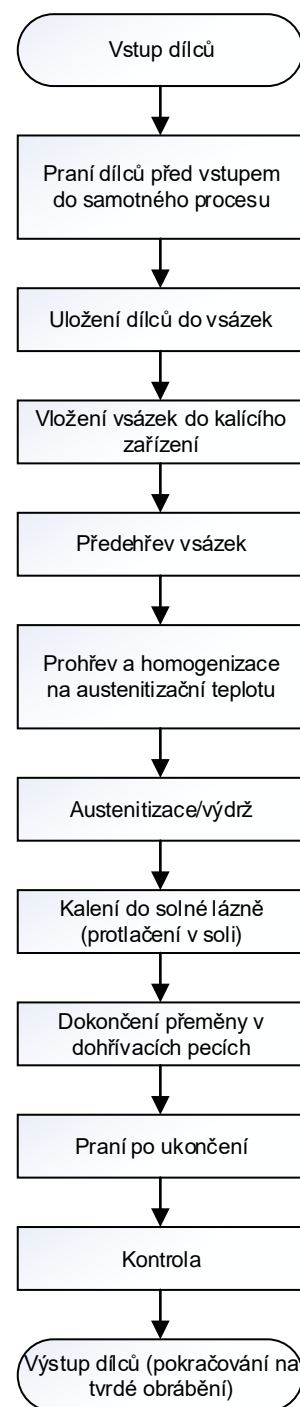 Vstup dílců
Praní dílců před vstupem
do samotného procesu
Uložení dílců do vsázek
Vložení vsázek do kalícího
zařízení
Předehřev vsázek
Prohřev a homogenizace
na austenitizační teplotu
Austenitizace/výdrž
Kalení do solné lázně
(protlačení v soli)
Dokončení přeměny v
dohřívacích pecích
Praní po ukončení
Kontrola
Výstup dílců (pokračování na
tvrdé obrábění)